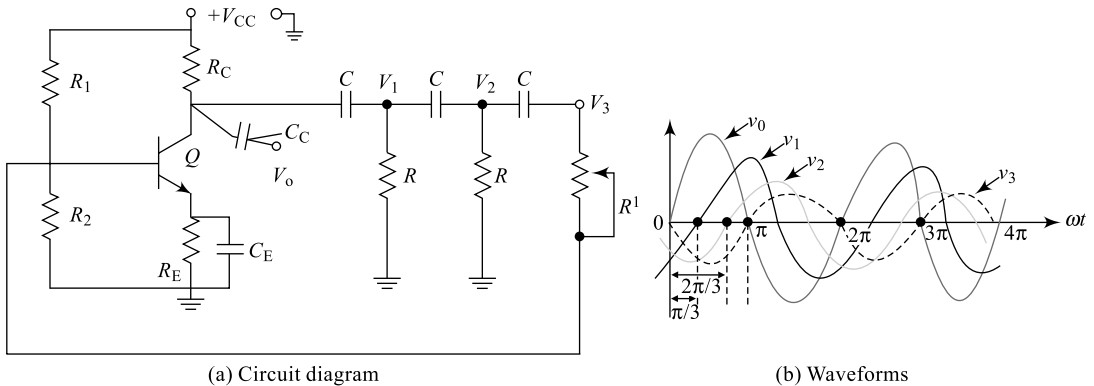 +V_CC
R_1
R_C
C V_1 C V_2 C
V_3
C_C
Q
V_o
R_2
R R R^1
R_E
C_E
(a) Circuit diagram
v_0
v_1
v_2
v_3
0 π 2π 3π 4π ωt
2π/3
π/3
(b) Waveforms